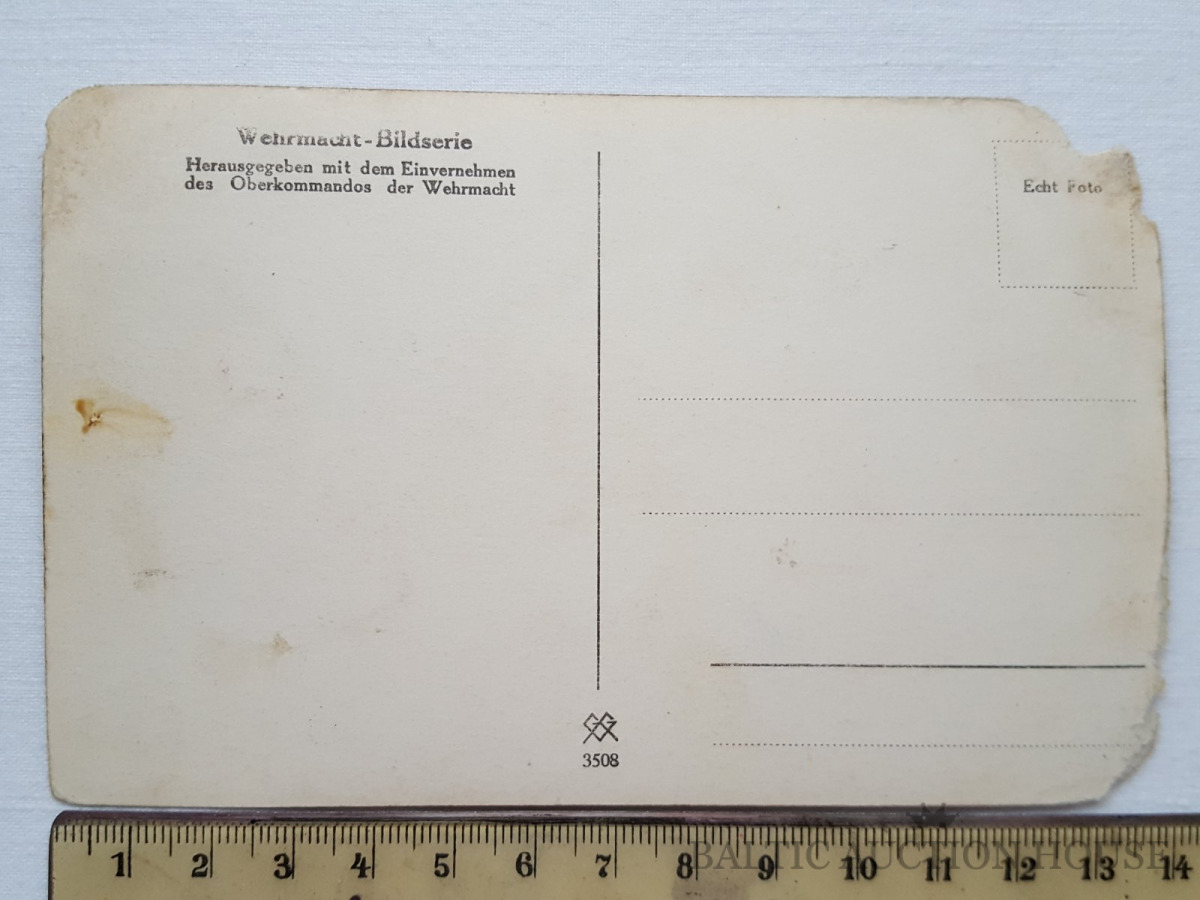 Wehrmacht-Bildserie
Herausgegeben mit dem Einvernehmen
des Oberkommandos der Wehrmacht
Echt Foto
3508
1 2 3 4 5 6 7 8 9 10 11 12 13 14
BALTIC AUCTION HOUSE